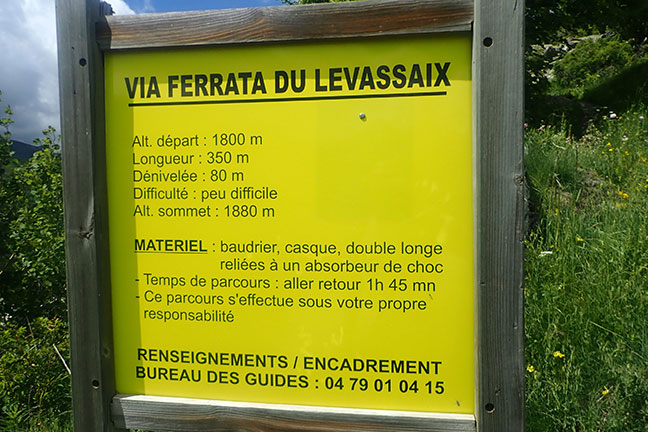 VIA FERRATA DU LEVASSAIX
Alt. départ : 1800 m
Longueur : 350 m
Dénivelée : 80 m
Difficulté : peu difficile
Alt. sommet : 1880 m
MATERIEL : baudrier, casque, double longe
reliées à un absorbeur de choc
- Temps de parcours : aller retour 1h 45 mn
- Ce parcours s'effectue sous votre propre
responsabilité
RENSEIGNEMENTS / ENCADREMENT
BUREAU DES GUIDES : 04 79 01 04 15